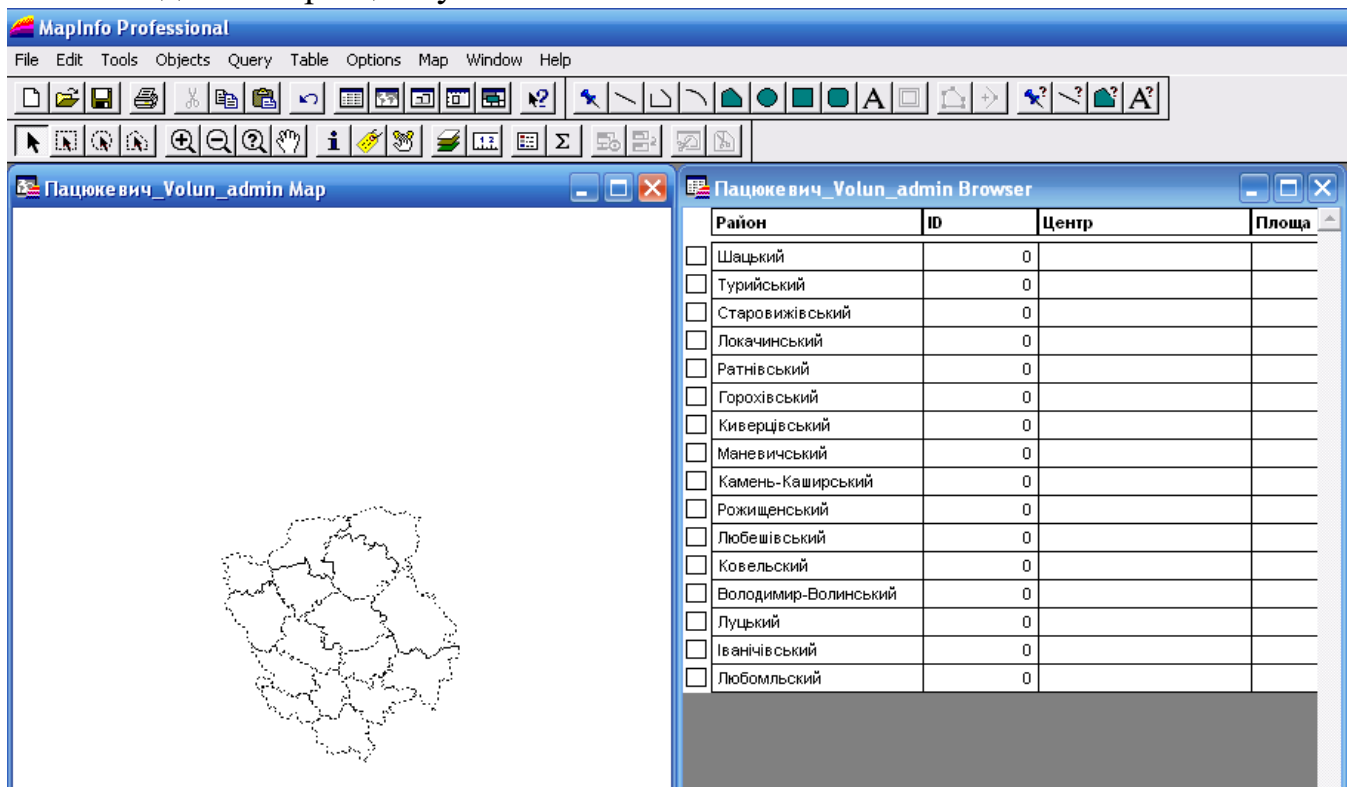 MapInfo Professional
File Edit Tools Objects Query Table Options Map Window Help
Пацюкевич_Volun_admin Map
Пацюкевич_Volun_admin Browser
Район ID Центр Площа
Шацький 0
Турийський 0
Старовижівський 0
Локачинський 0
Ратнівський 0
Горохівський 0
Киверцівський 0
Маневичський 0
Камень-Каширський 0
Рожищенський 0
Любешівський 0
Ковельский 0
Володимир-Волинський 0
Луцький 0
Іванічівський 0
Любомльский 0